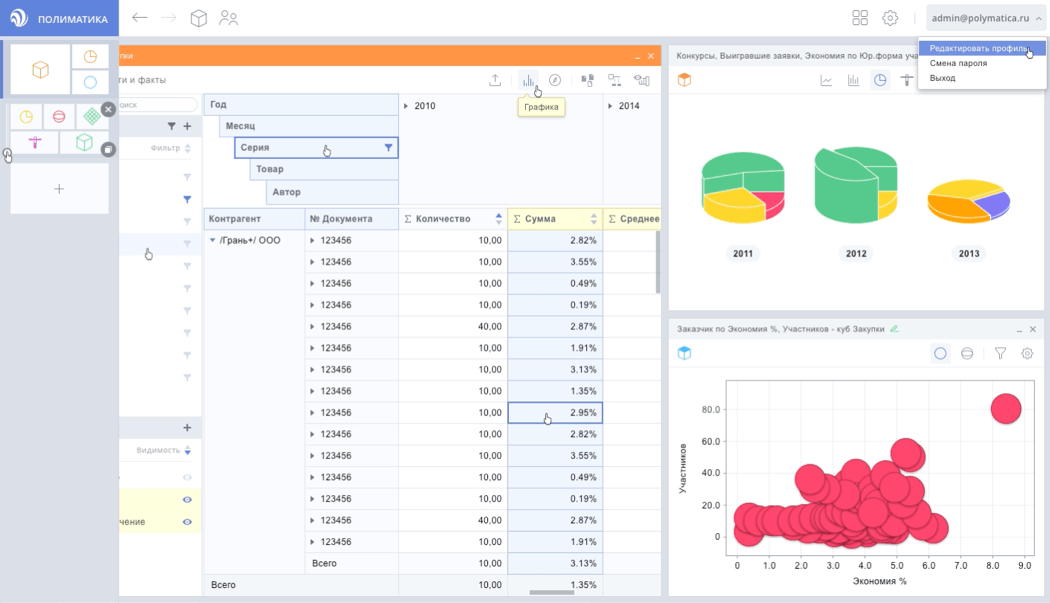 ПОЛИМАТИКА
admin@polymatica.ru
Редактировать профиль
Смена пароля
Выход
ти и факты
Графика
оиск
Фильтр
Видимость
чение
Год
2010
2014
Месяц
Серия
Товар
Автор
Контрагент № Документа Σ Количество Σ Сумма Σ Среднее
/Грань+/ ООО 123456 10,00 2.82%
123456 10,00 3.55%
123456 10,00 0.49%
123456 10,00 0.19%
123456 40,00 2.87%
123456 10,00 1.91%
123456 10,00 3.13%
123456 10,00 1.35%
123456 10,00 2.95%
123456 10,00 2.82%
123456 10,00 3.55%
123456 10,00 0.49%
123456 10,00 0.19%
123456 40,00 2.87%
123456 10,00 1.91%
Всего 10,00 3.13%
Всего 10,00 1.35%
Конкурсы, Выигравшие заявки, Экономия по Юр.форма уча
2011 2012 2013
Заказчик по Экономия %, Участников - куб Закупки
Участников
80.0
60.0
40.0
20.0
0
0 1.0 2.0 3.0 4.0 5.0 6.0 7.0 8.0 9.0
Экономия %